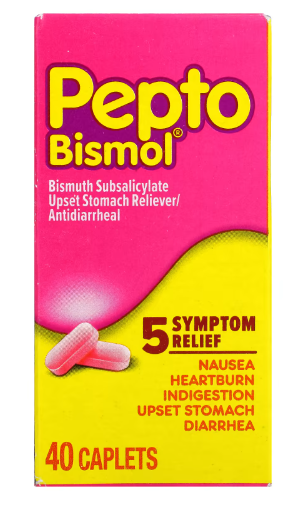 Pepto
Bismol®
Bismuth Subsalicylate
Upset Stomach Reliever/
Antidiarrheal
5 SYMPTOM
RELIEF
NAUSEA
HEARTBURN
INDIGESTION
UPSET STOMACH
DIARRHEA
40 CAPLETS